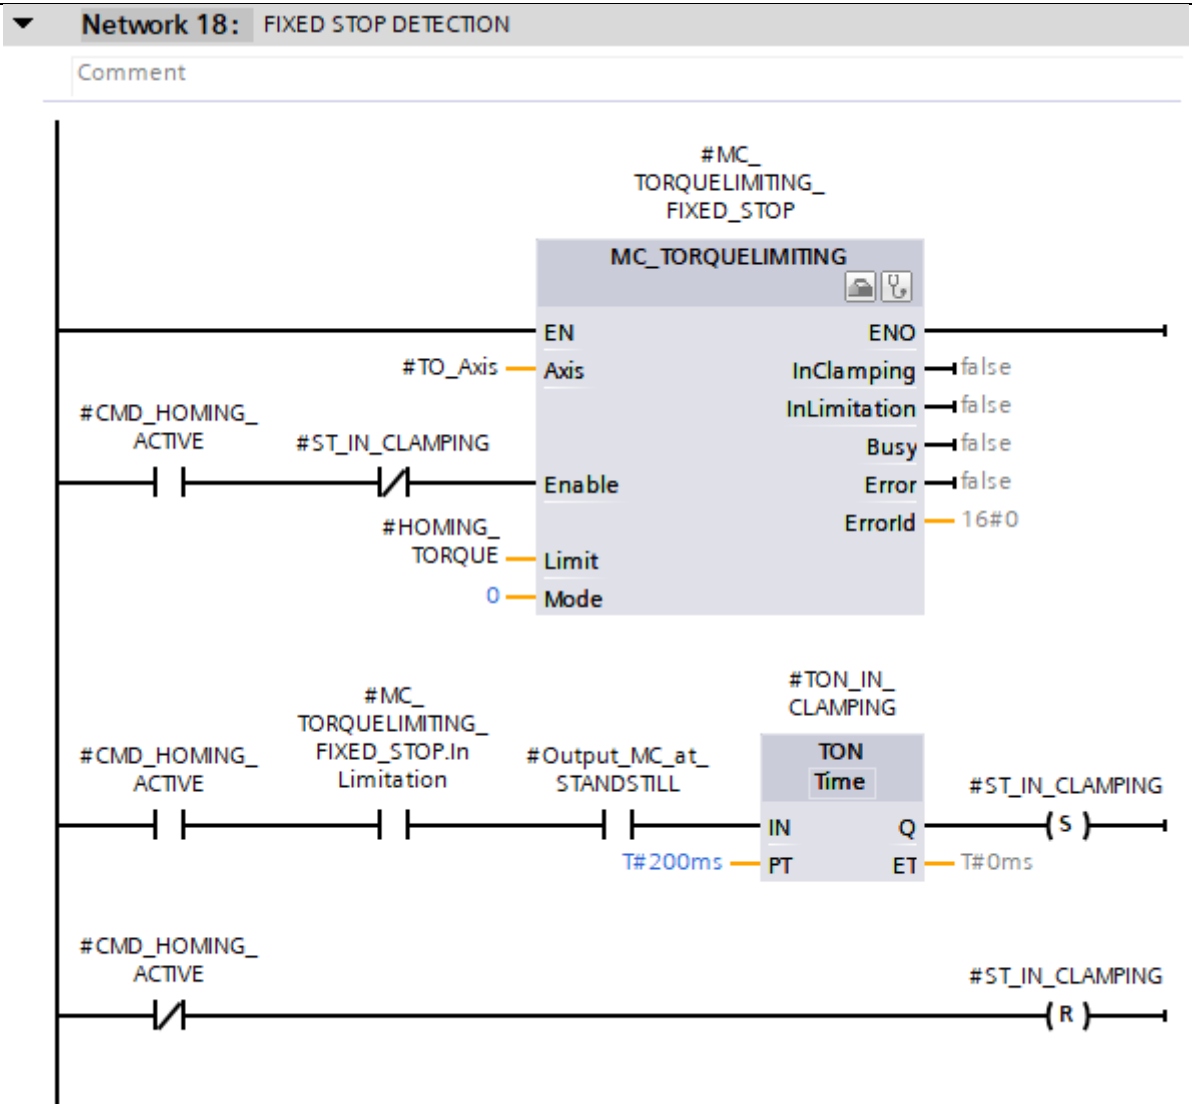 Network 18: FIXED STOP DETECTION
Comment
#MC_
TORQUELIMITING_
FIXED_STOP
MC_TORQUELIMITING
EN ENO
#TO_Axis Axis InClamping false
InLimitation false
#CMD_HOMING_
ACTIVE #ST_IN_CLAMPING Busy false
Enable Error false
#HOMING_
TORQUE ErrorId 16#0
Limit
0 Mode
#TON_IN_
CLAMPING
#MC_
TORQUELIMITING_
FIXED_STOP.In
Limitation
#CMD_HOMING_
ACTIVE
#Output_MC_at_
STANDSTILL
TON
Time
#ST_IN_CLAMPING
IN Q S
T#200ms PT ET T#0ms
#CMD_HOMING_
ACTIVE
#ST_IN_CLAMPING
R